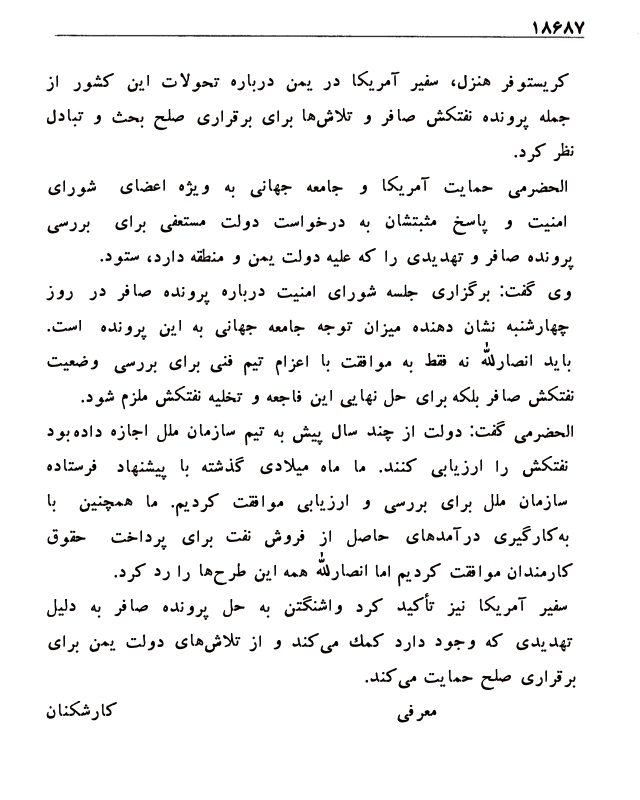 ۱۸۶۸۷
کریستوفر هنزل، سفیر آمریکا در یمن درباره تحولات این کشور از
جمله پرونده نفتکش صافر و تلاش‌ها برای برقراری صلح بحث و تبادل
نظر کرد.
الحضرمی حمایت آمریکا و جامعه جهانی به ویژه اعضای شورای
امنیت و پاسخ مثبتشان به درخواست دولت مستعفی برای بررسی
پرونده صافر و تهدیدی را که علیه دولت یمن و منطقه دارد، ستود.
وی گفت: برگزاری جلسه شورای امنیت درباره پرونده صافر در روز
چهارشنبه نشان دهنده میزان توجه جامعه جهانی به این پرونده است.
باید انصارالله نه فقط به موافقت با اعزام تیم فنی برای بررسی وضعیت
نفتکش صافر بلکه برای حل نهایی این فاجعه و تخلیه نفتکش ملزم شود.
الحضرمی گفت: دولت از چند سال پیش به تیم سازمان ملل اجازه داده بود
نفتکش را ارزیابی کنند. ما ماه میلادی گذشته با پیشنهاد فرستاده
سازمان ملل برای بررسی و ارزیابی موافقت کردیم. ما همچنین با
به‌کارگیری درآمدهای حاصل از فروش نفت برای پرداخت حقوق
کارمندان موافقت کردیم اما انصارالله همه این طرح‌ها را رد کرد.
سفیر آمریکا نیز تأکید کرد واشنگتن به حل پرونده صافر به دلیل
تهدیدی که وجود دارد کمك می‌کند و از تلاش‌های دولت یمن برای
برقراری صلح حمایت می‌کند.
معرفی کارشکنان